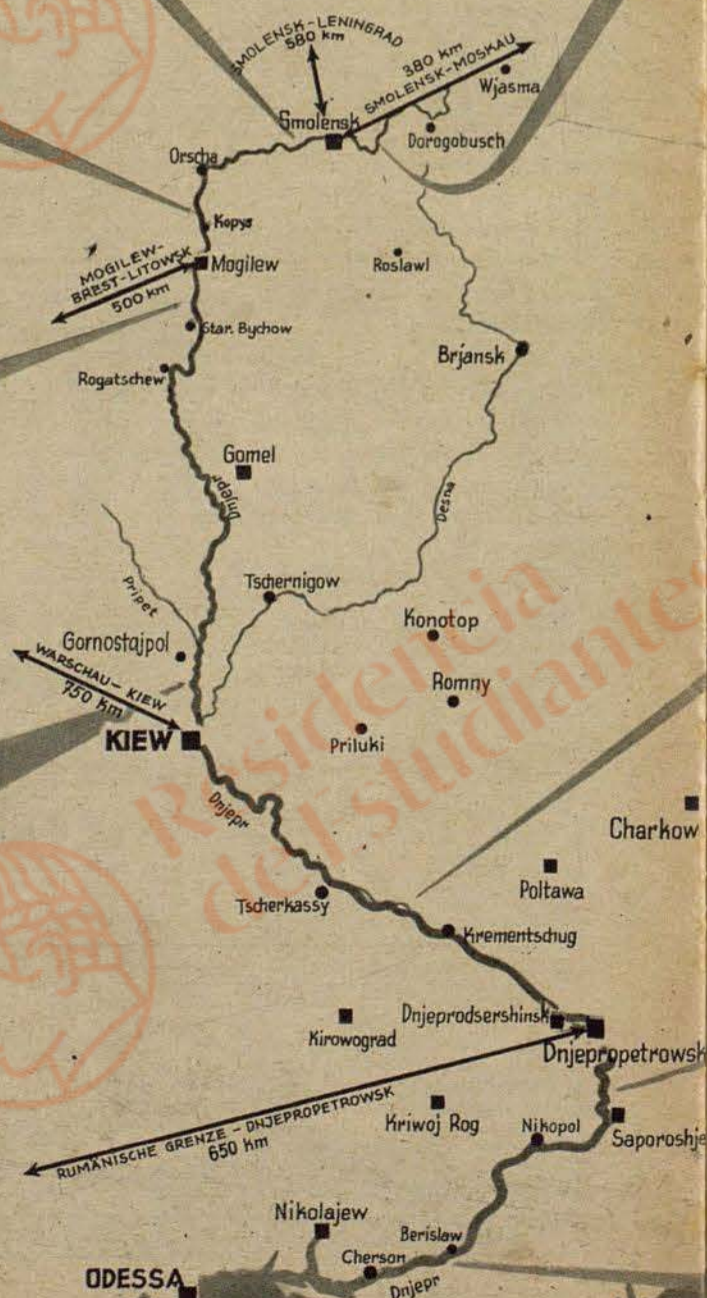 SMOLENSK-LENINGRAD
580 km
380 km
SMOLENSK-MOSKAU
Wjasma
Smolensk
Dorogobusch
Orscha
Kopys
MOGILEW-
BREST-LITOWSK
500 km
Mogilew
Roslawl
Star. Bychow
Brjansk
Rogatschew
Gomel
Dnjepr
Desna
Pripet
Tschernigow
Konotop
Gornostajpol
WARSCHAU-KIEW
750 km
Romny
KIEW
Priluki
Dnjepr
Charkow
Poltawa
Tscherkassy
Krementschug
Dnjeprodsershinsk
Kirowograd
Dnjepropetrowsk
RUMÄNISCHE GRENZE-DNJEPROPETROWSK
650 km
Kriwoj Rog
Nikopol
Saporoshje
Nikolajew
Berislaw
Cherson
Dnjepr
ODESSA
Residencia
de Estudiantes